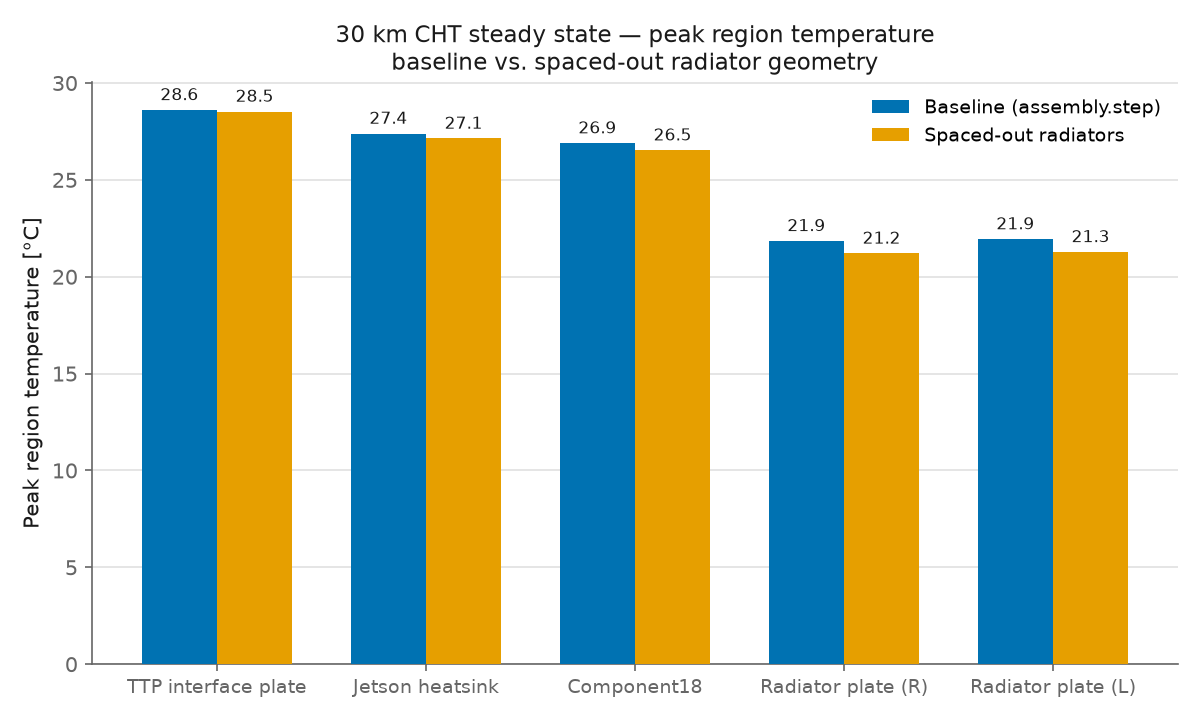 30 km CHT steady state — peak region temperature
baseline vs. spaced-out radiator geometry
Peak region temperature [°C]
30
25
20
15
10
5
0
28.6
28.5
27.4
27.1
26.9
26.5
21.9
21.2
21.9
21.3
Baseline (assembly.step)
Spaced-out radiators
TTP interface plate
Jetson heatsink
Component18
Radiator plate (R)
Radiator plate (L)